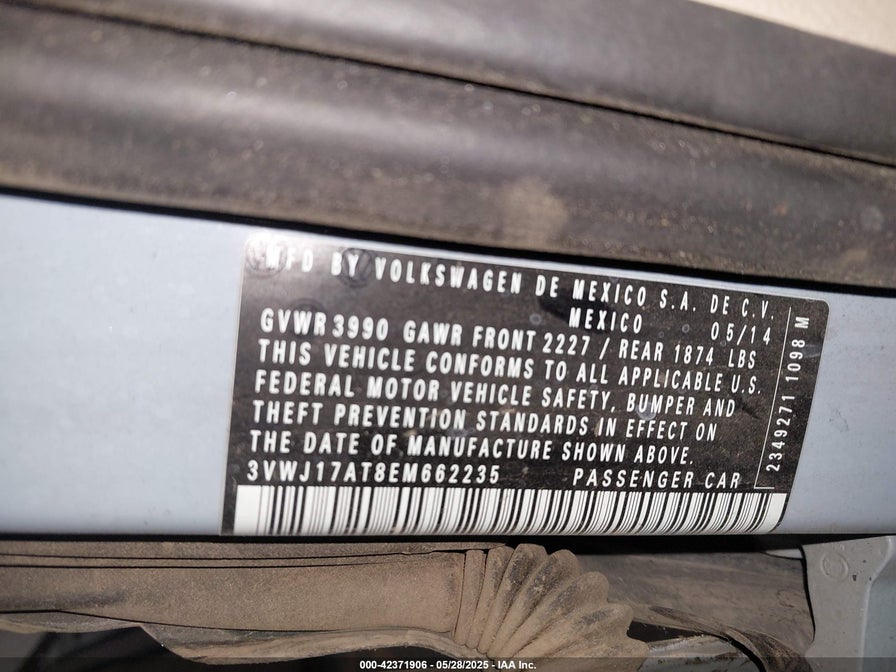 MFD BY VOLKSWAGEN DE MEXICO S.A. DE C.V.
MEXICO 05/14
GVWR 3990 GAWR FRONT 2227 / REAR 1874 LBS
THIS VEHICLE CONFORMS TO ALL APPLICABLE U.S.
FEDERAL MOTOR VEHICLE SAFETY, BUMPER AND
THEFT PREVENTION STANDARDS IN EFFECT ON
THE DATE OF MANUFACTURE SHOWN ABOVE.
3VWJ17AT8EM662235 PASSENGER CAR
2349271 1098 M
000-42371906 - 05/28/2025 - IAA Inc.